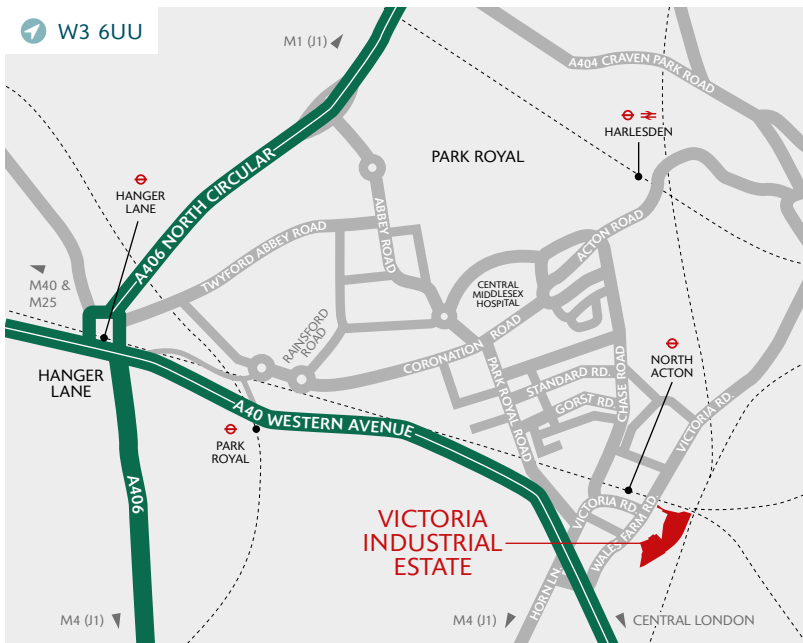 W3 6UU
M1 (J1)
A404 CRAVEN PARK ROAD
HARLESDEN
PARK ROYAL
HANGER
LANE
A406 NORTH CIRCULAR
ABBEY ROAD
ACTON ROAD
TWYFORD ABBEY ROAD
M40 &
M25
CENTRAL
MIDDLESEX
HOSPITAL
RAINSFORD
ROAD
CORONATION ROAD
NORTH
ACTON
HANGER
LANE
PARK ROYAL ROAD
STANDARD RD.
CHASE ROAD
GORST RD.
VICTORIA RD.
A40 WESTERN AVENUE
PARK
ROYAL
A406
VICTORIA RD.
WALES FARM RD.
VICTORIA
INDUSTRIAL
ESTATE
HORN LN.
M4 (J1)
M4 (J1)
CENTRAL LONDON